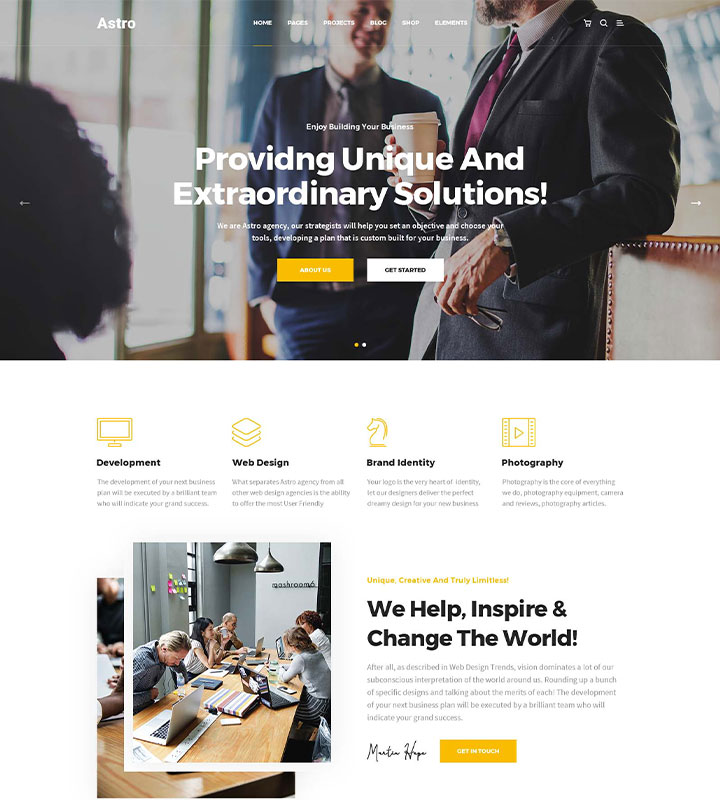 Astro
HOME PAGES PROJECTS BLOG SHOP ELEMENTS
Enjoy Building Your Business
Providng Unique And
Extraordinary Solutions!
We are Astro agency, our strategists will help you set an objective and choose your
tools, developing a plan that is custom built for your business.
ABOUT US
GET STARTED
Development
The development of your next business
plan will be executed by a brilliant team
who will indicate your grand success.
Web Design
What separates Astro agency from all
other web design agencies is the ability
to offer the most User Friendly
Brand Identity
Your logo is the very heart of identity,
let our designers deliver the perfect
dreamy design for your new business
Photography
Photography is the core of everything
we do, photography equipment, camera
and reviews, photography articles.
mashrooms
Unique, Creative And Truly Limitless!
We Help, Inspire &
Change The World!
After all, as described in Web Design Trends, vision dominates a lot of our
subconscious interpretation of the world around us. Rounding up a bunch
of specific designs and talking about the merits of each! The development
of your next business plan will be executed by a brilliant team who will
indicate your grand success.
Martin Hope
GET IN TOUCH